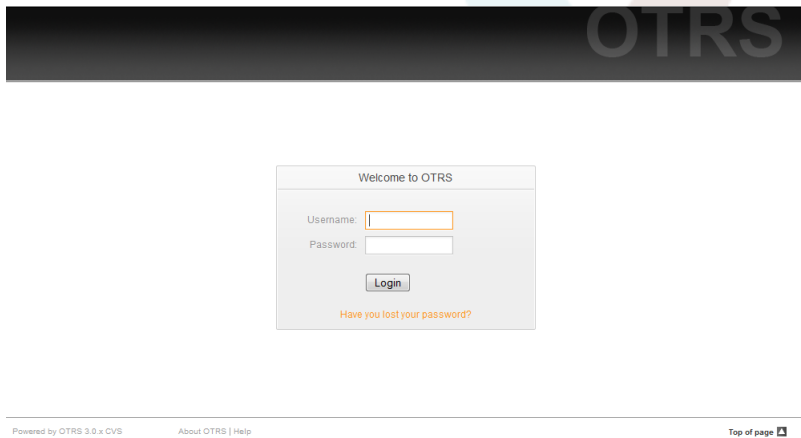 OTRS
Welcome to OTRS
Username:
Password:
Login
Have you lost your password?
Powered by OTRS 3.0.x CVS About OTRS | Help Top of page